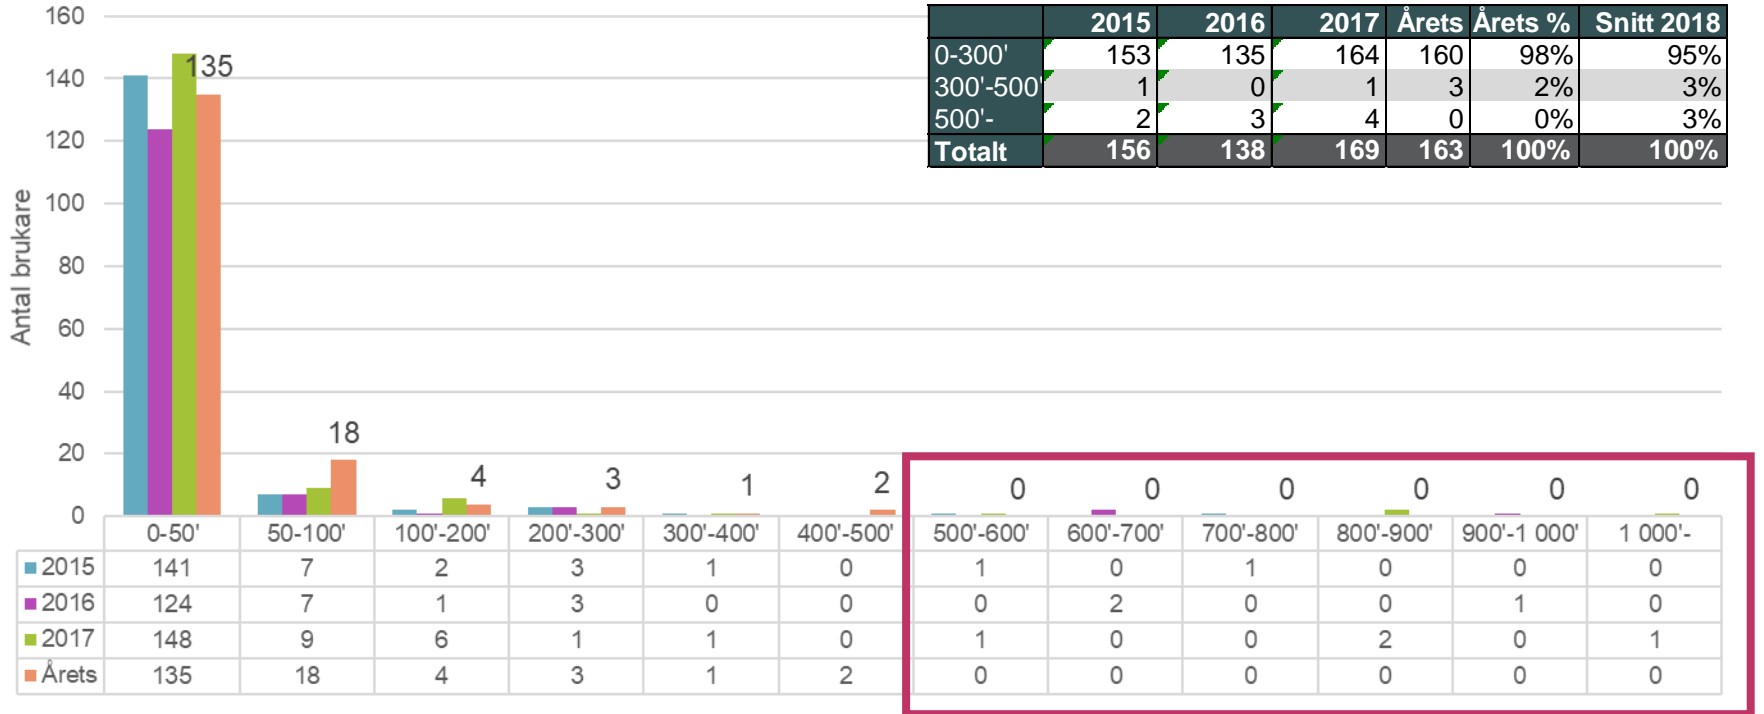 2015 2016 2017 Årets Årets % Snitt 2018
0-300' 153 135 164 160 98% 95%
300'-500' 1 0 1 3 2% 3%
500'- 2 3 4 0 0% 3%
Totalt 156 138 169 163 100% 100%
Antal brukare
160
140
120
100
80
60
40
20
0
135 18 4 3 1 2 0 0 0 0 0 0
0-50' 50-100' 100'-200' 200'-300' 300'-400' 400'-500' 500'-600' 600'-700' 700'-800' 800'-900' 900'-1 000' 1 000'-
2015 141 7 2 3 1 0 1 0 1 0 0 0
2016 124 7 1 3 0 0 0 2 0 0 1 0
2017 148 9 6 1 1 0 1 0 0 2 0 1
Årets 135 18 4 3 1 2 0 0 0 0 0 0